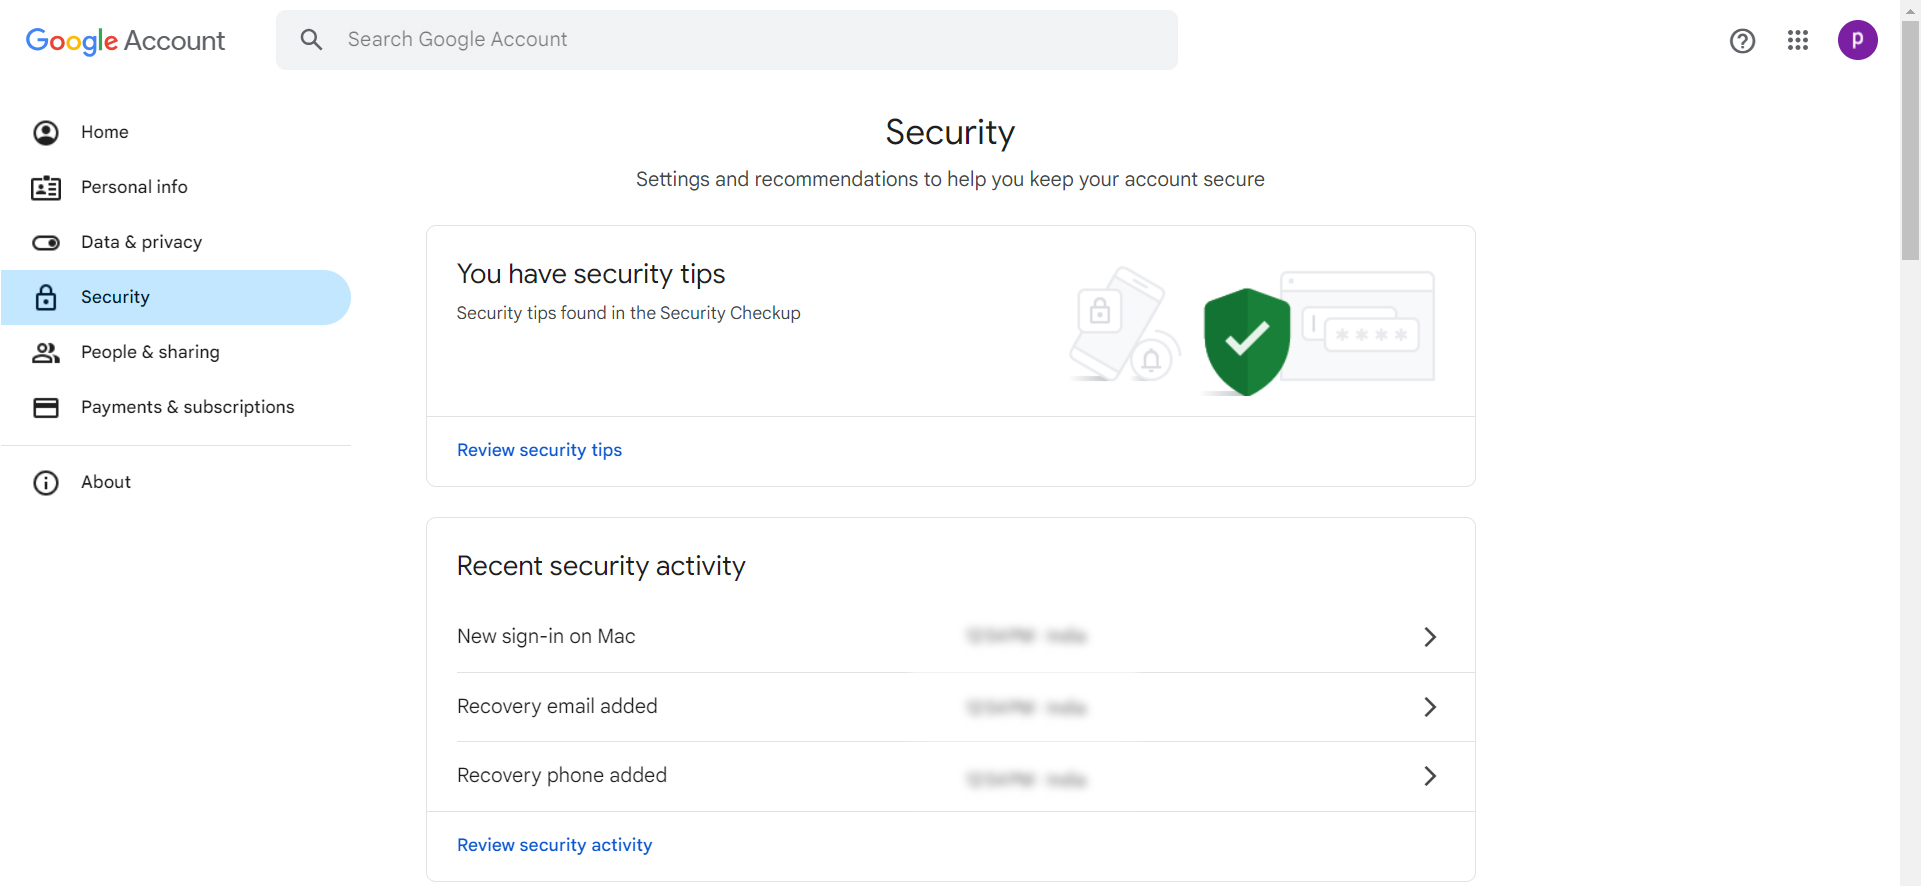 Google Account
Search Google Account
p
Home
Personal info
Data & privacy
Security
People & sharing
Payments & subscriptions
About
Security
Settings and recommendations to help you keep your account secure
You have security tips
Security tips found in the Security Checkup
* * * *
Review security tips
Recent security activity
New sign-in on Mac
Recovery email added
Recovery phone added
Review security activity